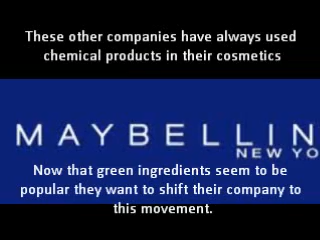 These other companies have always used
chemical products in their cosmetics
MAYBELLIN
NEW YO
Now that green ingredients seem to be
popular they want to shift their company to
this movement.